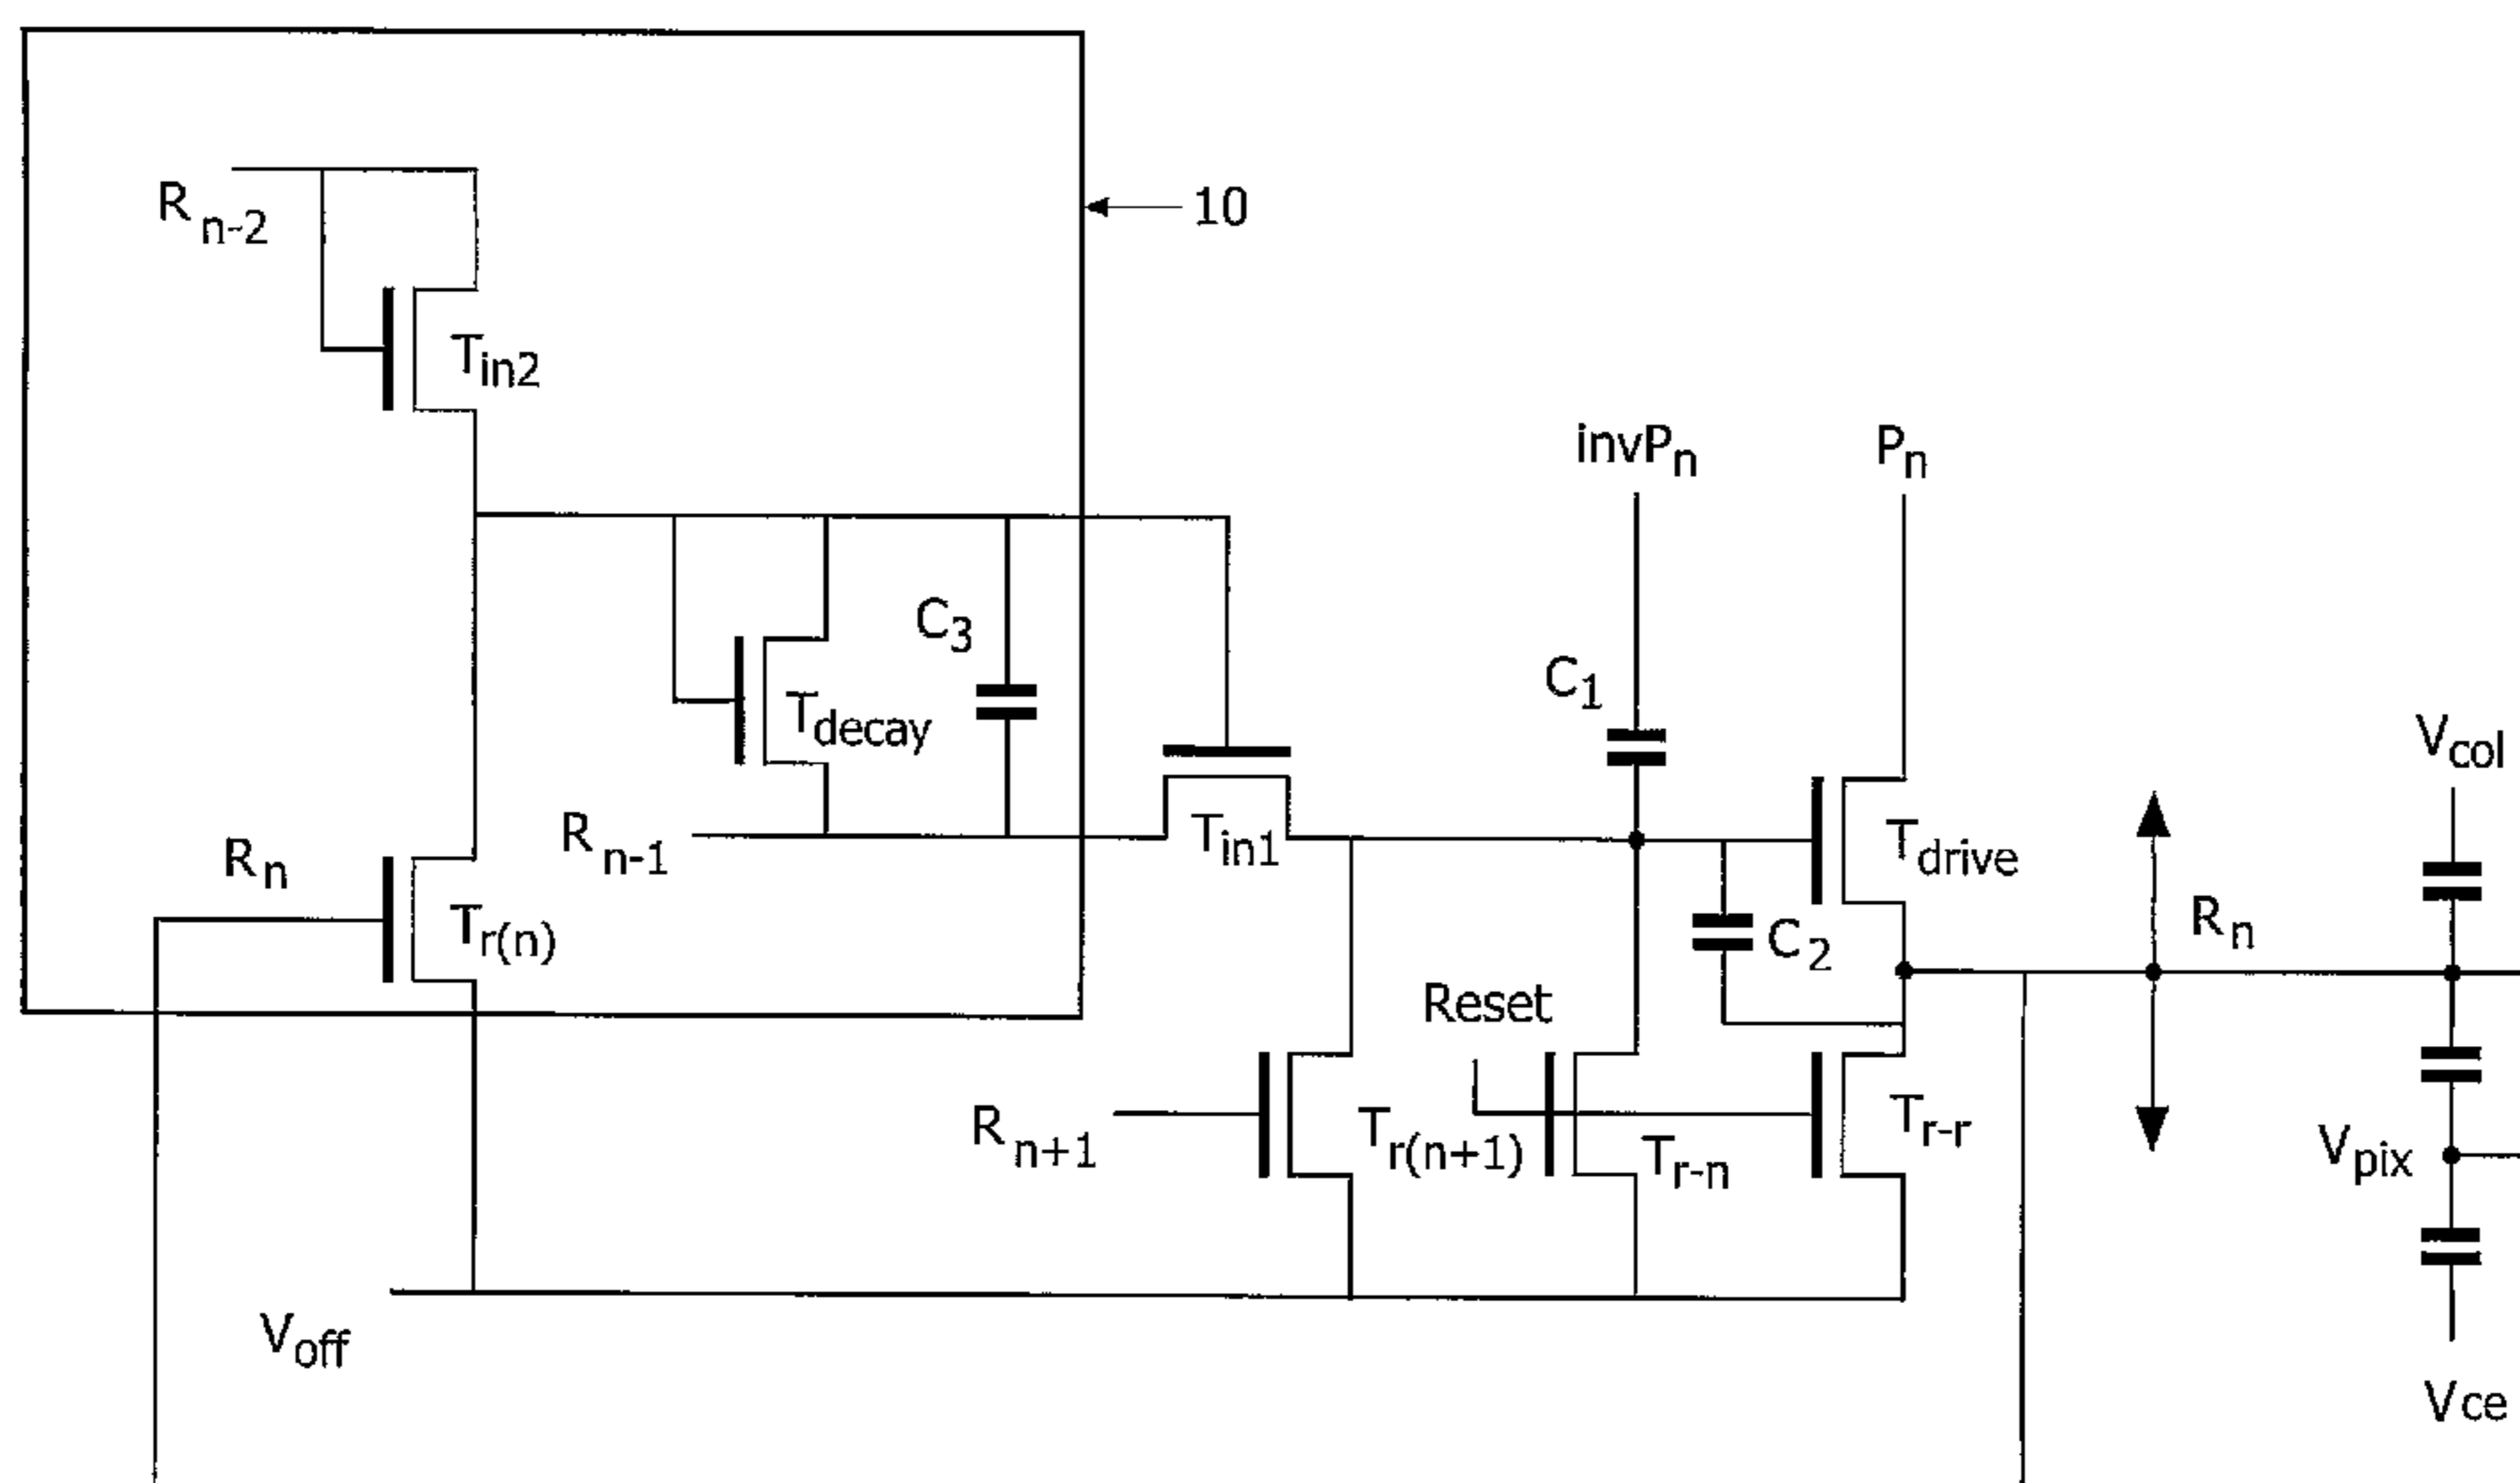 R n-2
10
T in2
invP n
P n
C 3
C 1
T decay
V col
R n
R n-1
T in1
T drive
T r(n)
C 2
R n
Reset
R n+1
T r(n+1)
T r-n
T r-r
V pix
V off
Vce